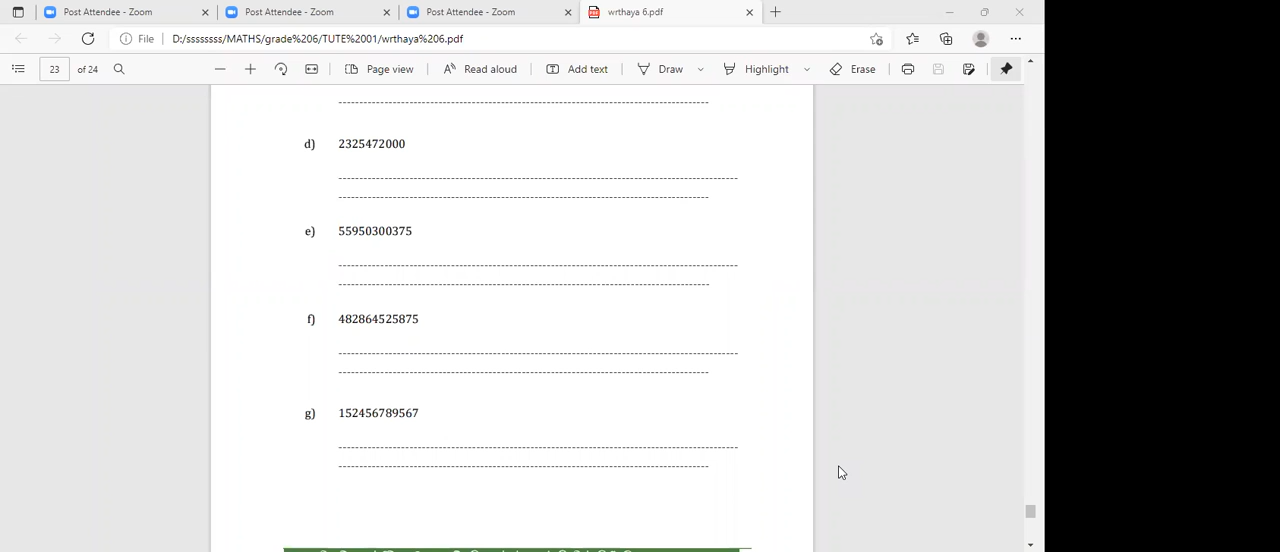 Post Attendee - Zoom
Post Attendee - Zoom
Post Attendee - Zoom
wrthaya 6.pdf
File
D:/ssssssss/MATHS/grade%206/TUTE%2001/wrthaya%206.pdf
23 of 24
Page view
Read aloud
Add text
Draw
Highlight
Erase
d) 2325472000
e) 55950300375
f) 482864525875
g) 152456789567